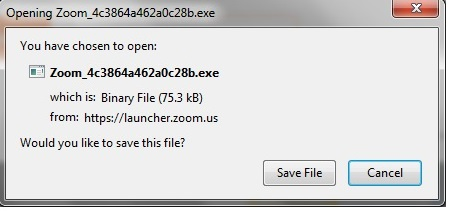 Opening Zoom_4c3864a462a0c28b.exe
You have chosen to open:
Zoom_4c3864a462a0c28b.exe
which is: Binary File (75.3 kB)
from: https://launcher.zoom.us
Would you like to save this file?
Save File Cancel